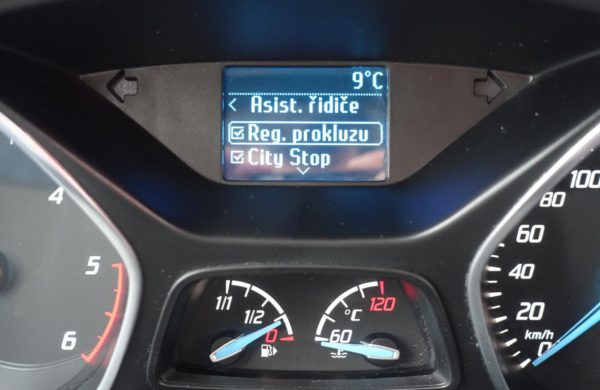 9°C
Asist. řidiče
Reg. prokluzu
City Stop
4
5
6
1/1
1/2
0
°C
60
120
100
80
60
40
20
km/h
0